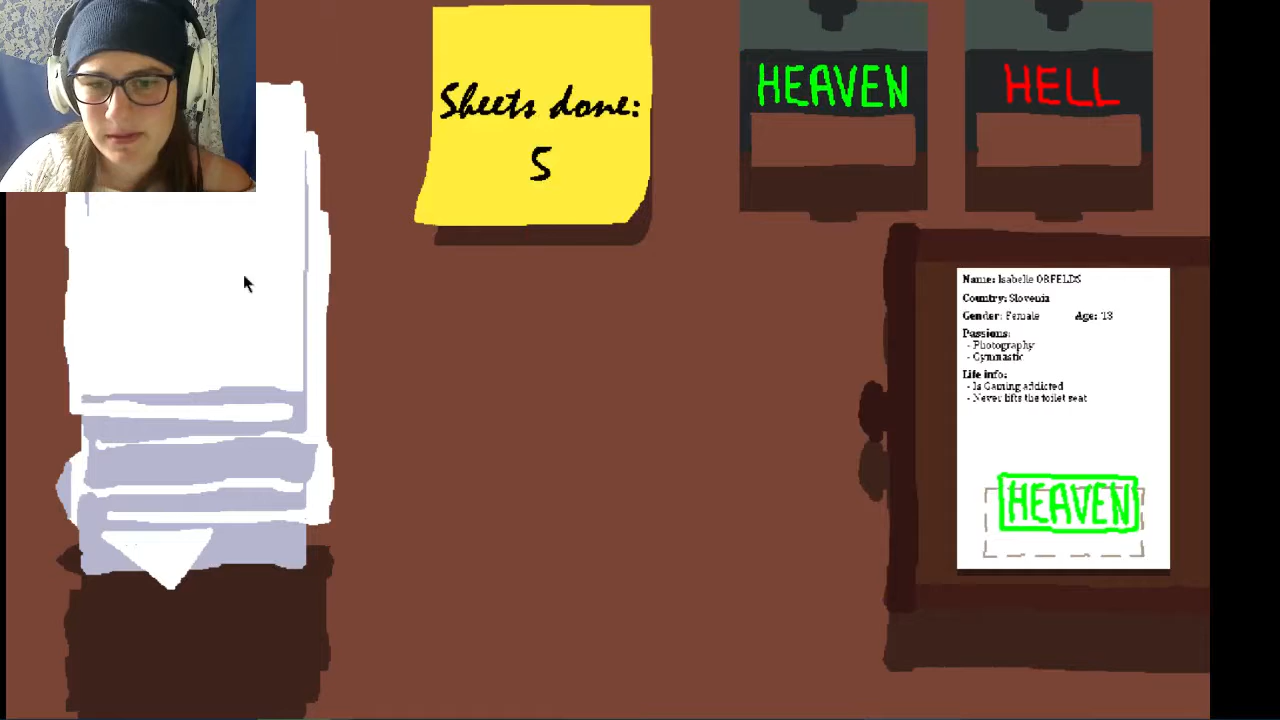 Sheets done:
5
HEAVEN
HELL
Name: Isabelle OBFELDS
Country: Slovenia
Gender: Female Age: 13
Passions:
- Photography
- Gymnastic
Life info:
- Is Gaming addicted
- Never lifts the toilet seat
HEAVEN